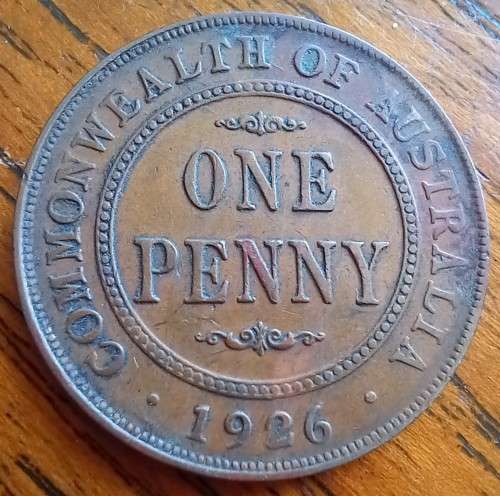 COMMONWEALTH OF AUSTRALIA
ONE
PENNY
· 1926 ·